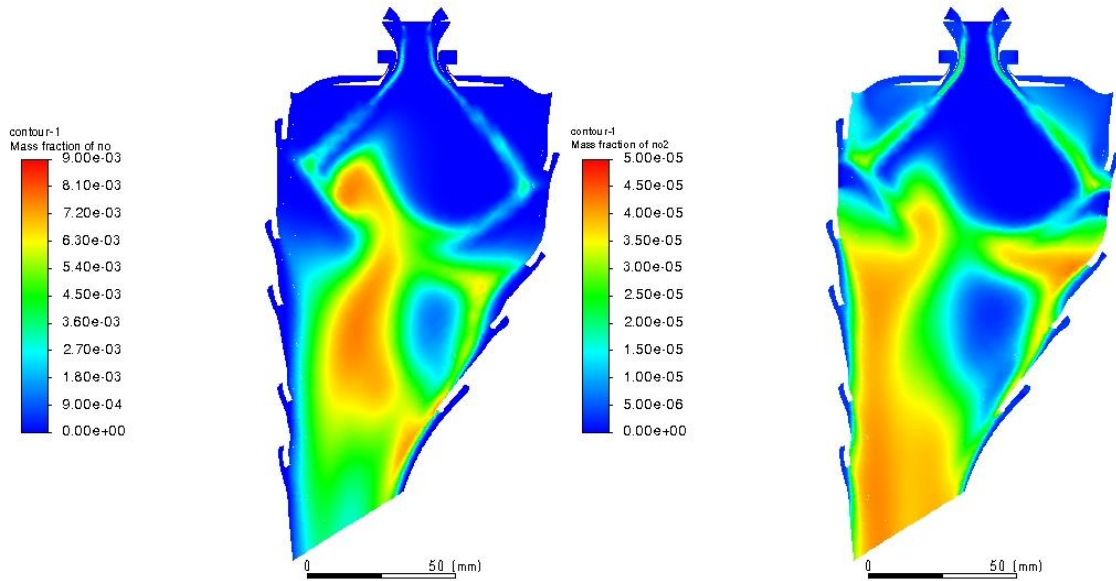 contour-1
Mass fraction of no
9.00e-03
8.10e-03
7.20e-03
6.30e-03
5.40e-03
4.50e-03
3.60e-03
2.70e-03
1.80e-03
9.00e-04
0.00e+00
0 50 (mm)
contour-1
Mass fraction of no2
5.00e-05
4.50e-05
4.00e-05
3.50e-05
3.00e-05
2.50e-05
2.00e-05
1.50e-05
1.00e-05
5.00e-06
0.00e+00
0 50 (mm)